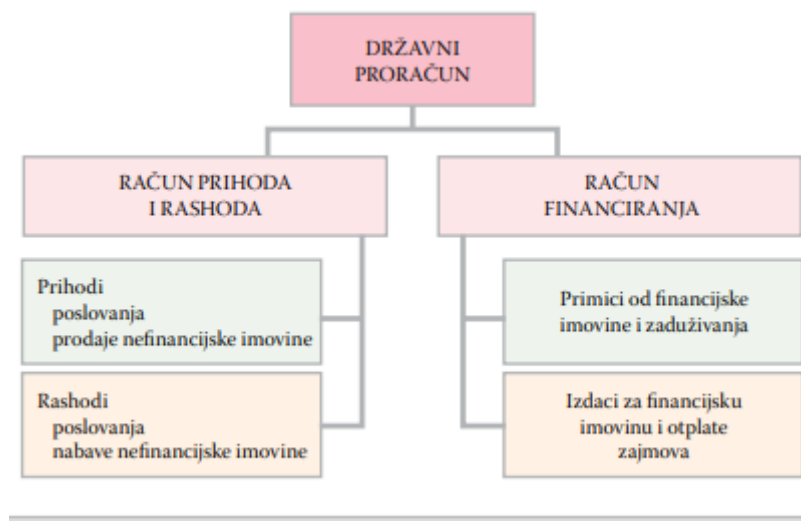 DRŽAVNI
PRORAČUN
RAČUN PRIHODA
I RASHODA
RAČUN
FINANCIRANJA
Prihodi
poslovanja
prodaje nefinancijske imovine
Primici od financijske
imovine i zaduživanja
Rashodi
poslovanja
nabave nefinancijske imovine
Izdaci za financijsku
imovinu i otplate
zajmova